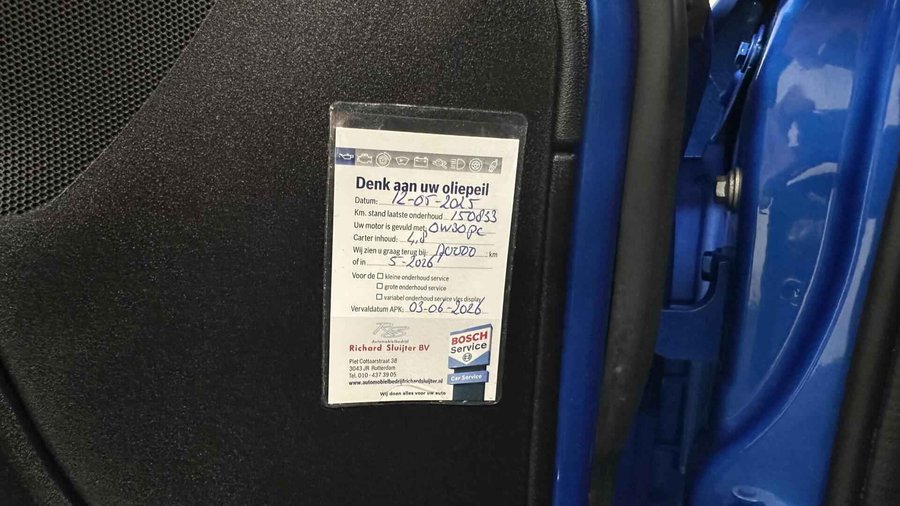 Denk aan uw oliepeil
Datum: 12-05-2025
Km. stand laatste onderhoud: 150833
Uw motor is gevuld met: 0W30 PC
Carter inhoud: 4,8
Wij zien u graag terug bij: km
of in 5-2026
Voor de kleine onderhoud service
grote onderhoud service
variabel onderhoud service vlgs display
Vervaldatum APK: 03-06-2026
Automobielbedrijf
Richard Sluijter BV
Piet Cottaarstraat 38
3043 JR Rotterdam
Tel. 010 - 437 39 05
www.automobielbedrijfrichardsluijter.nl
BOSCH
Service
Car Service
Wij doen alles voor uw auto